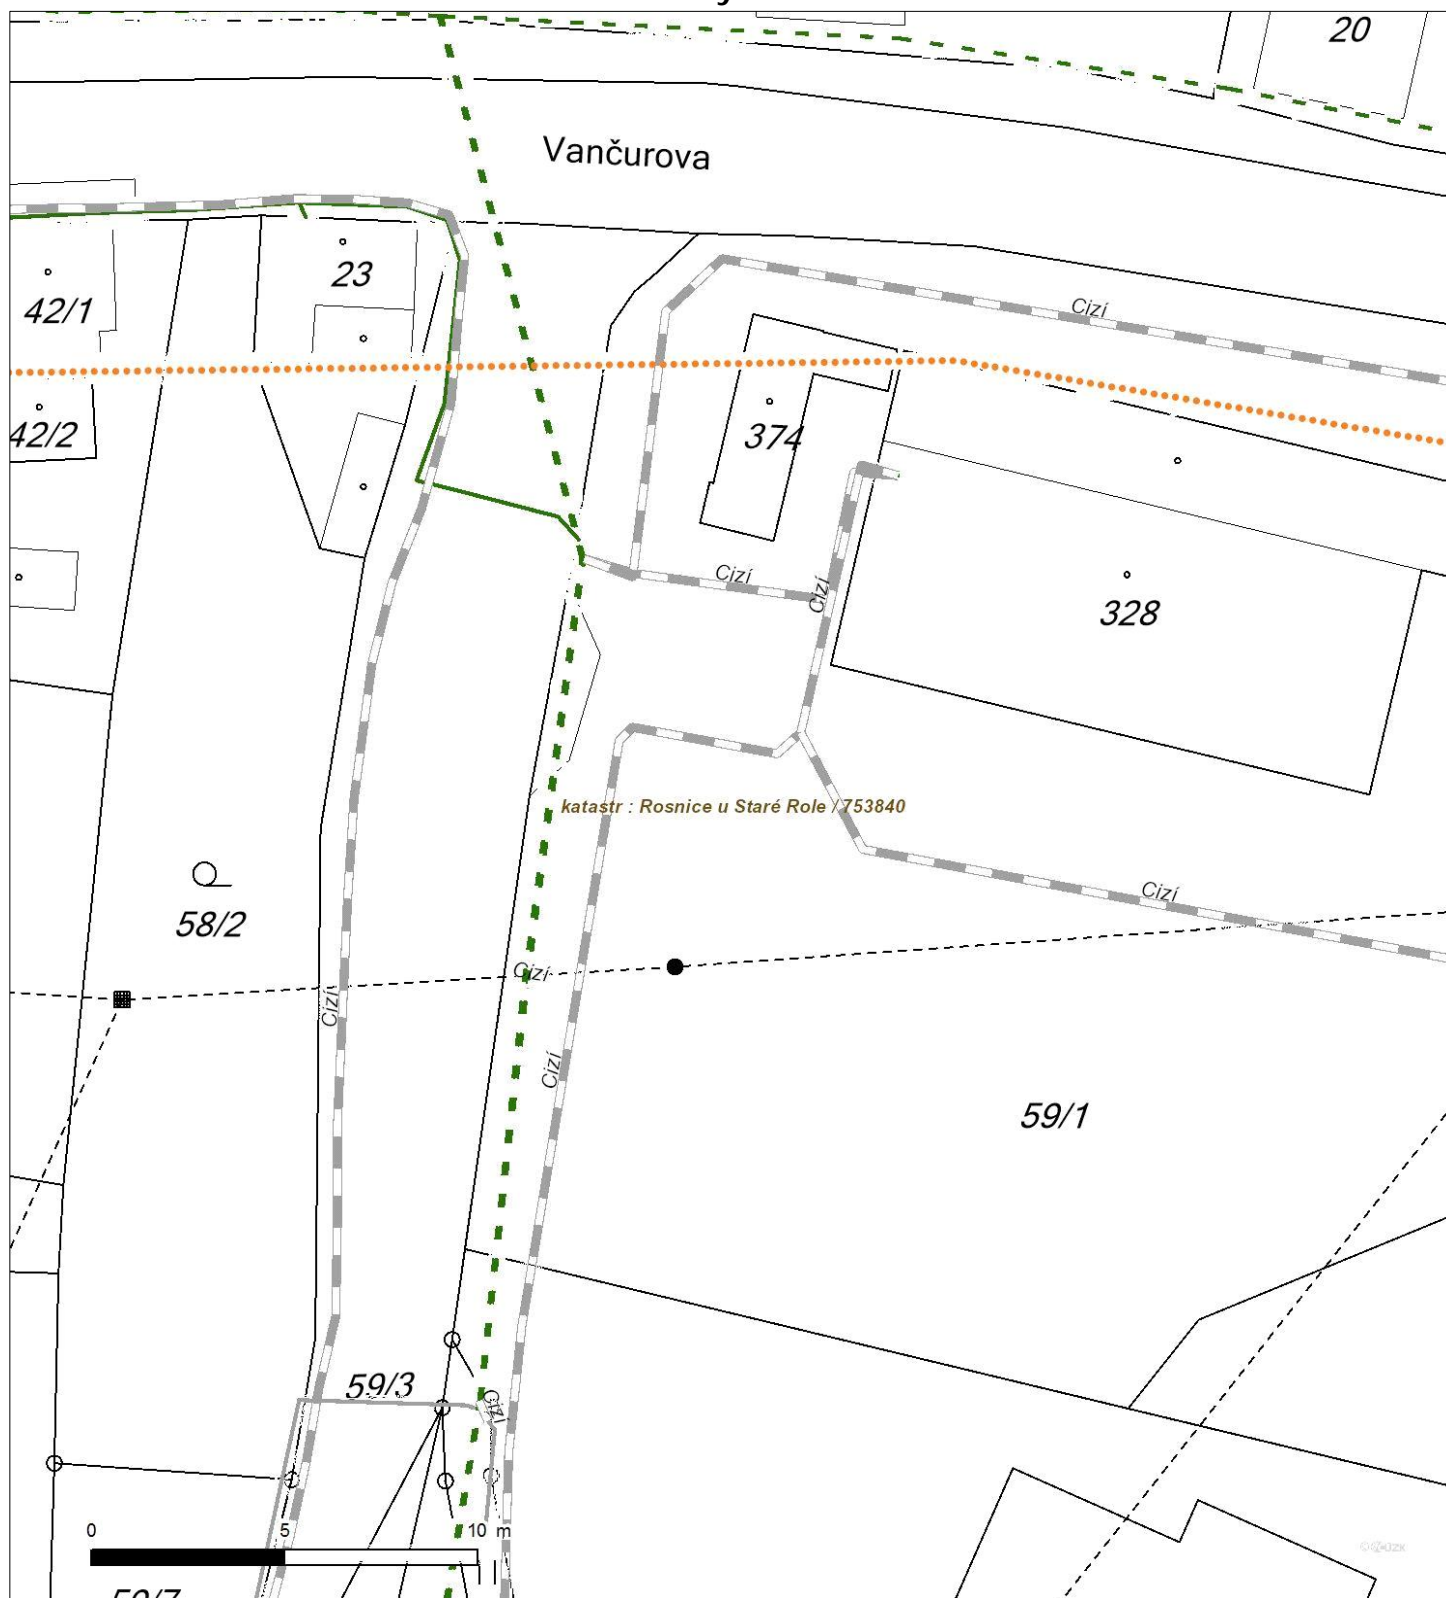 20
Vančurova
23
42/1
Cizí
42/2
374
Cizí
Cizí
328
katastr : Rosnice u Staré Role / 753840
58/2
Cizí
Cizí
Cizí
Cizí
59/1
59/3
Cizí
0 5 10 m